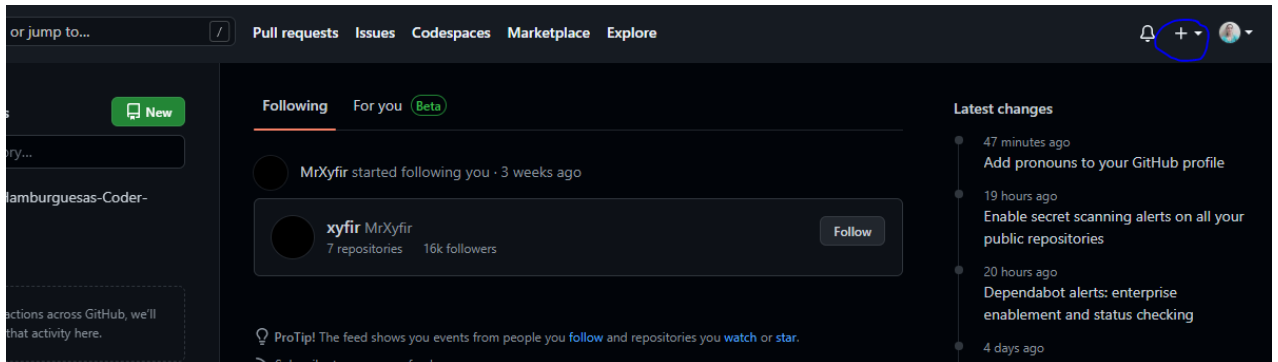 or jump to... /
Pull requests Issues Codespaces Marketplace Explore
New
Following For you Beta
MrXyfir started following you · 3 weeks ago
xyfir MrXyfir
7 repositories 16k followers
Follow
ProTip! The feed shows you events from people you follow and repositories you watch or star.
actions across GitHub, we'll
that activity here.
Latest changes
47 minutes ago
Add pronouns to your GitHub profile
19 hours ago
Enable secret scanning alerts on all your
public repositories
20 hours ago
Dependabot alerts: enterprise
enablement and status checking
4 days ago